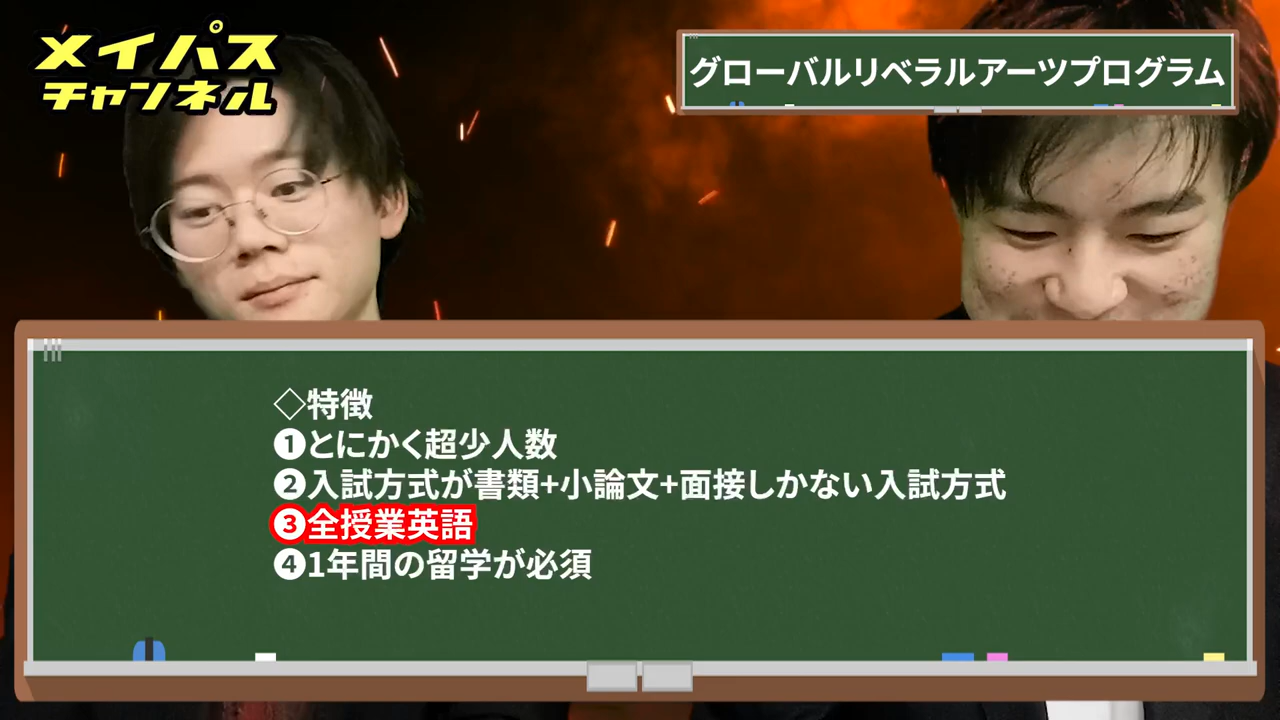 メイパス
チャンネル
グローバルリベラルアーツプログラム
◇特徴
❶とにかく超少人数
❷入試方式が書類+小論文+面接しかない入試方式
❸全授業英語
❹1年間の留学が必須